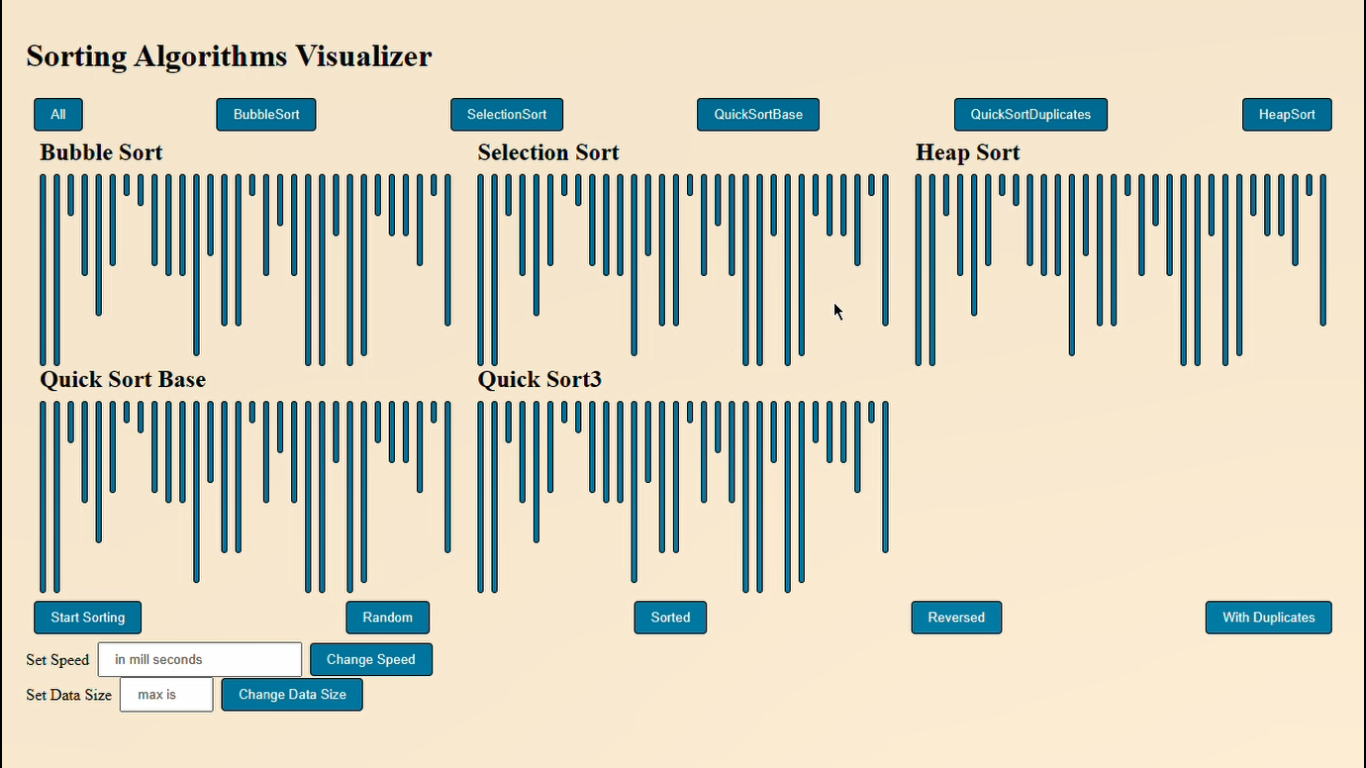 Sorting Algorithms Visualizer
All BubbleSort SelectionSort QuickSortBase QuickSortDuplicates HeapSort
Bubble Sort Selection Sort Heap Sort
Quick Sort Base Quick Sort3
Start Sorting Random Sorted Reversed With Duplicates
Set Speed in mill seconds Change Speed
Set Data Size max is Change Data Size